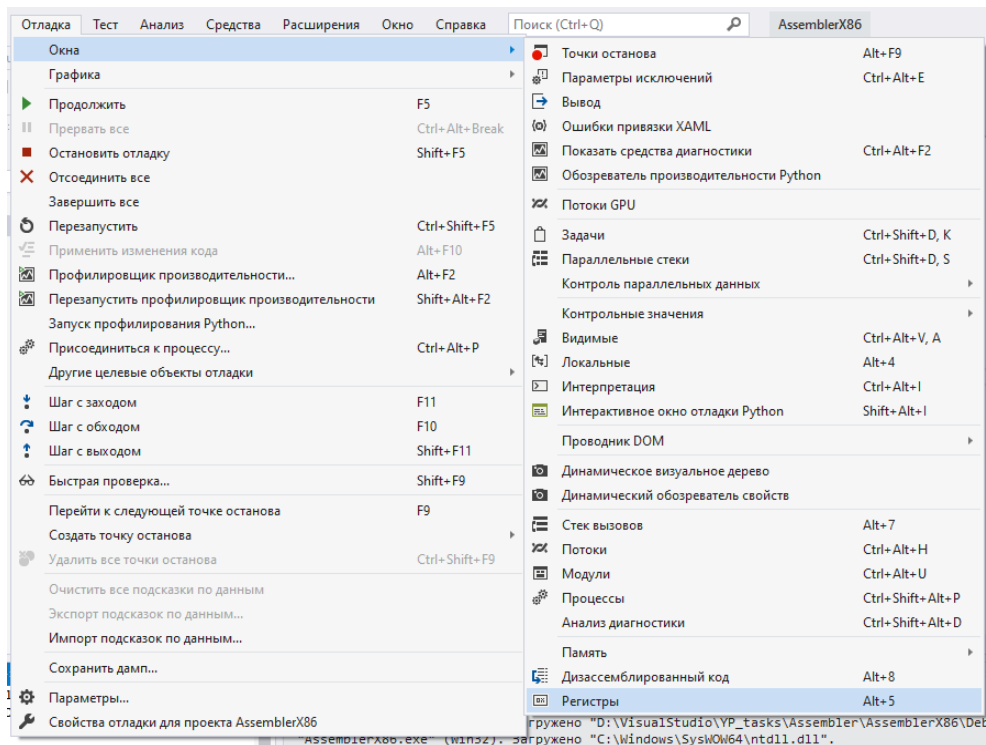 Отладка Тест Анализ Средства Расширения Окно Справка Поиск (Ctrl+Q) AssemblerX86
Окна
Графика
Продолжить F5
Прервать все Ctrl+Alt+Break
Остановить отладку Shift+F5
Отсоединить все
Завершить все
Перезапустить Ctrl+Shift+F5
Применить изменения кода Alt+F10
Профилировщик производительности... Alt+F2
Перезапустить профилировщик производительности Shift+Alt+F2
Запуск профилирования Python...
Присоединиться к процессу... Ctrl+Alt+P
Другие целевые объекты отладки
Шаг с заходом F11
Шаг с обходом F10
Шаг с выходом Shift+F11
Быстрая проверка... Shift+F9
Перейти к следующей точке останова F9
Создать точку останова
Удалить все точки останова Ctrl+Shift+F9
Очистить все подсказки по данным
Экспорт подсказок по данным...
Импорт подсказок по данным...
Сохранить дамп...
Параметры...
Свойства отладки для проекта AssemblerX86
Точки останова Alt+F9
Параметры исключений Ctrl+Alt+E
Вывод
Ошибки привязки XAML
Показать средства диагностики Ctrl+Alt+F2
Обозреватель производительности Python
Потоки GPU
Задачи Ctrl+Shift+D, K
Параллельные стеки Ctrl+Shift+D, S
Контроль параллельных данных
Контрольные значения
Видимые Ctrl+Alt+V, A
Локальные Alt+4
Интерпретация Ctrl+Alt+I
Интерактивное окно отладки Python Shift+Alt+I
Проводник DOM
Динамическое визуальное дерево
Динамический обозреватель свойств
Стек вызовов Alt+7
Потоки Ctrl+Alt+H
Модули Ctrl+Alt+U
Процессы Ctrl+Shift+Alt+P
Анализ диагностики Ctrl+Shift+Alt+D
Память
Дизассемблированный код Alt+8
Регистры Alt+5
"D:\VisualStudio\YP_tasks\Assembler\AssemblerX86\Deb
"AssemblerX86.exe" (Win32). Загружено "C:\Windows\SysWOW64\ntdll.dll".